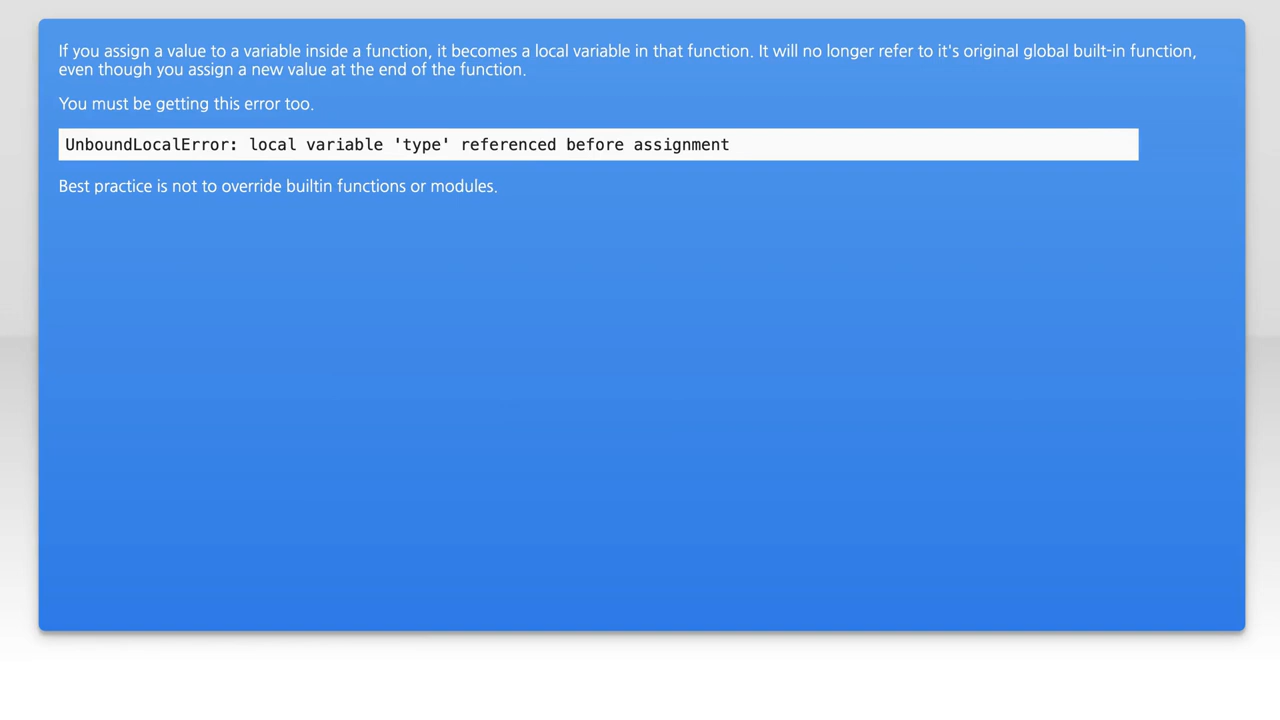 If you assign a value to a variable inside a function, it becomes a local variable in that function. It will no longer refer to it's original global built-in function,
even though you assign a new value at the end of the function.
You must be getting this error too.
UnboundLocalError: local variable 'type' referenced before assignment
Best practice is not to override builtin functions or modules.